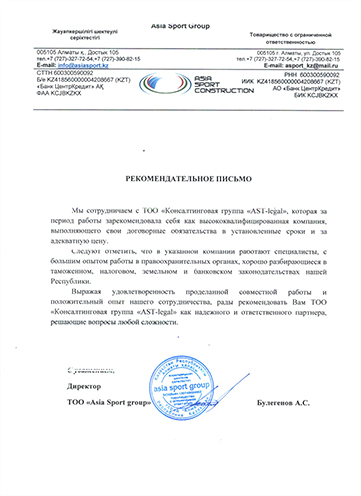 Asia Sport Group
Жауапкершілігі шектеулі
серіктестігі
Товарищество с ограниченной
ответственностью
005105 Алматы қ, Достык 105
тел.+7 (727)-327-72-54,+7 (727)-390-82-15
E-mail: info@asiasport.kz
005105 г. Алматы, ул. Достык 105
тел.+7 (727)-327-72-54,+7 (727)-390-82-15
E-mail: asport_kz@mail.ru
СТТН 600300590092
Б/е KZ41856000000004208667 (KZT)
«Банк ЦентрКредит» АҚ
ФАА KCJBKZKX
ASIA
SPORT
CONSTRUCTION
РНН 600300590092
ИИК KZ41856000000004208667 (KZT)
АО «Банк ЦентрКредит»
БИК KCJBKZKX
РЕКОМЕНДАТЕЛЬНОЕ ПИСЬМО
Мы сотрудничаем с ТОО «Консалтинговая группа «AST-legal», которая за
период работы зарекомендовала себя как высококвалифицированная компания,
выполняющего свои договорные обязательства в установленные сроки и за
адекватную цену.
Следует отметить, что в указанной компании работают специалисты, с
большим опытом работы в правоохранительных органах, хорошо разбирающиеся в
таможенном, налоговом, земельном и банковском законодательствах нашей
Республики.
Выражая удовлетворенность проделанной совместной работы и
положительный опыт нашего сотрудничества, рады рекомендовать Вам ТОО
«Консалтинговая группа «AST-legal» как надежного и ответственного партнера,
решающие вопросы любой сложности.
Директор
ТОО «Asia Sport group»
Булегенов А.С.
asia sport group